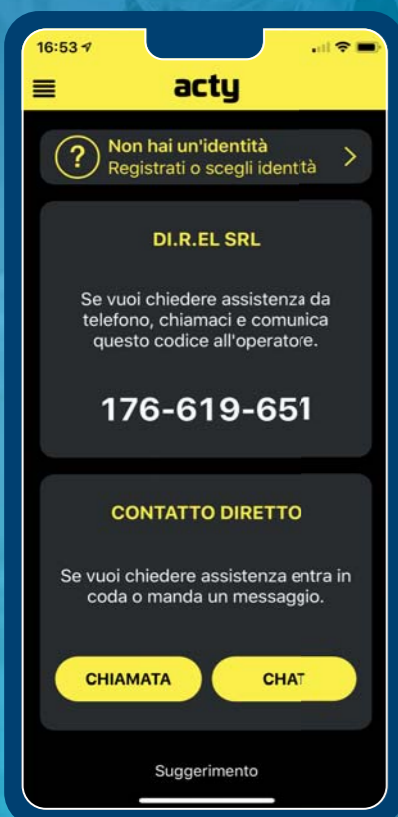 16:53
acty
?
Non hai un'identità
Registrati o scegli identità
DI.R.EL SRL
Se vuoi chiedere assistenza da
telefono, chiamaci e comunica
questo codice all'operatore.
176-619-651
CONTATTO DIRETTO
Se vuoi chiedere assistenza entra in
coda o manda un messaggio.
CHIAMATA
CHAT
Suggerimento